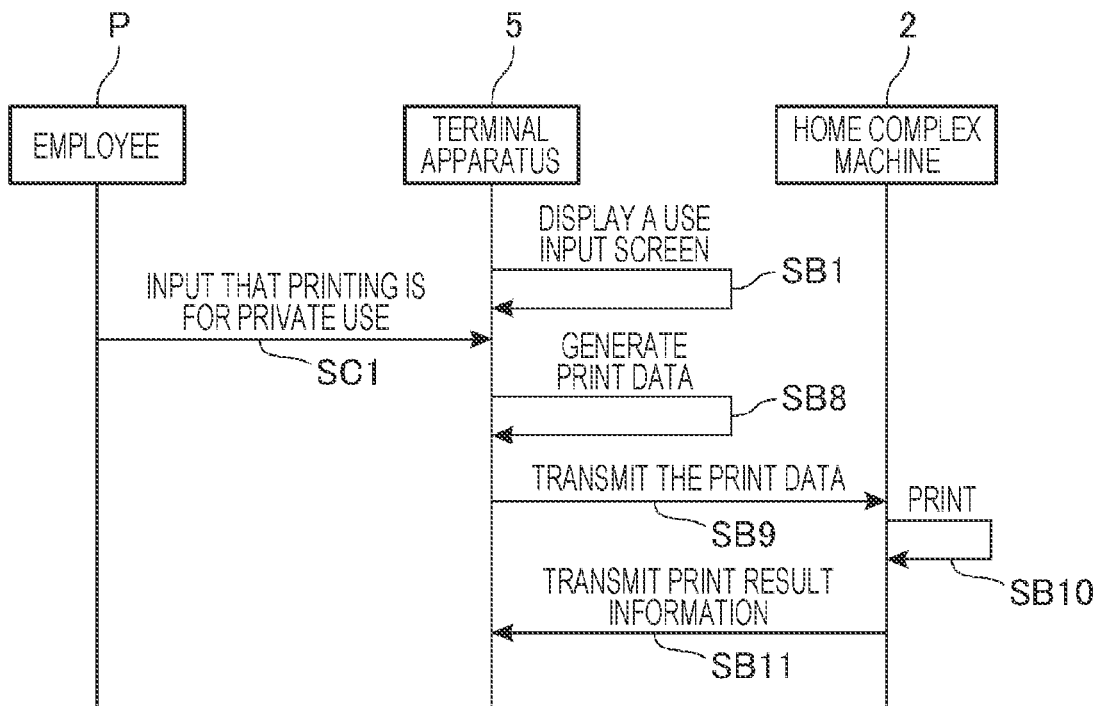 P
5
2
EMPLOYEE
TERMINAL
APPARATUS
HOME COMPLEX
MACHINE
DISPLAY A USE
INPUT SCREEN
SB1
INPUT THAT PRINTING IS
FOR PRIVATE USE
SC1
GENERATE
PRINT DATA
SB8
TRANSMIT THE PRINT DATA
SB9
PRINT
SB10
TRANSMIT PRINT RESULT
INFORMATION
SB11